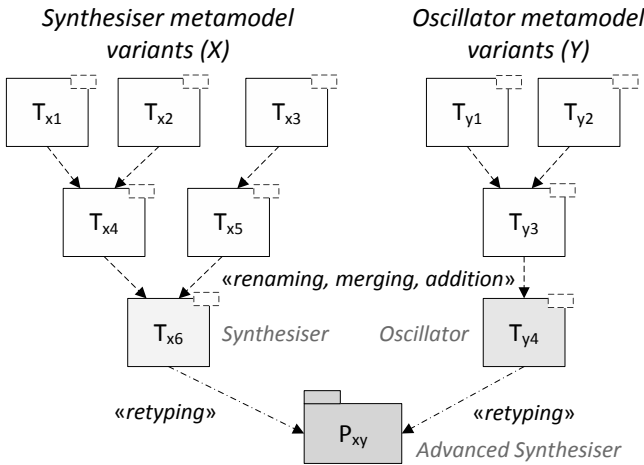 Synthesiser metamodel
variants (X)
Oscillator metamodel
variants (Y)
Tx1
Tx2
Tx3
Ty1
Ty2
Tx4
Tx5
Ty3
«renaming, merging, addition»
Tx6
Synthesiser
Oscillator
Ty4
«retyping»
Pxy
«retyping»
Advanced Synthesiser